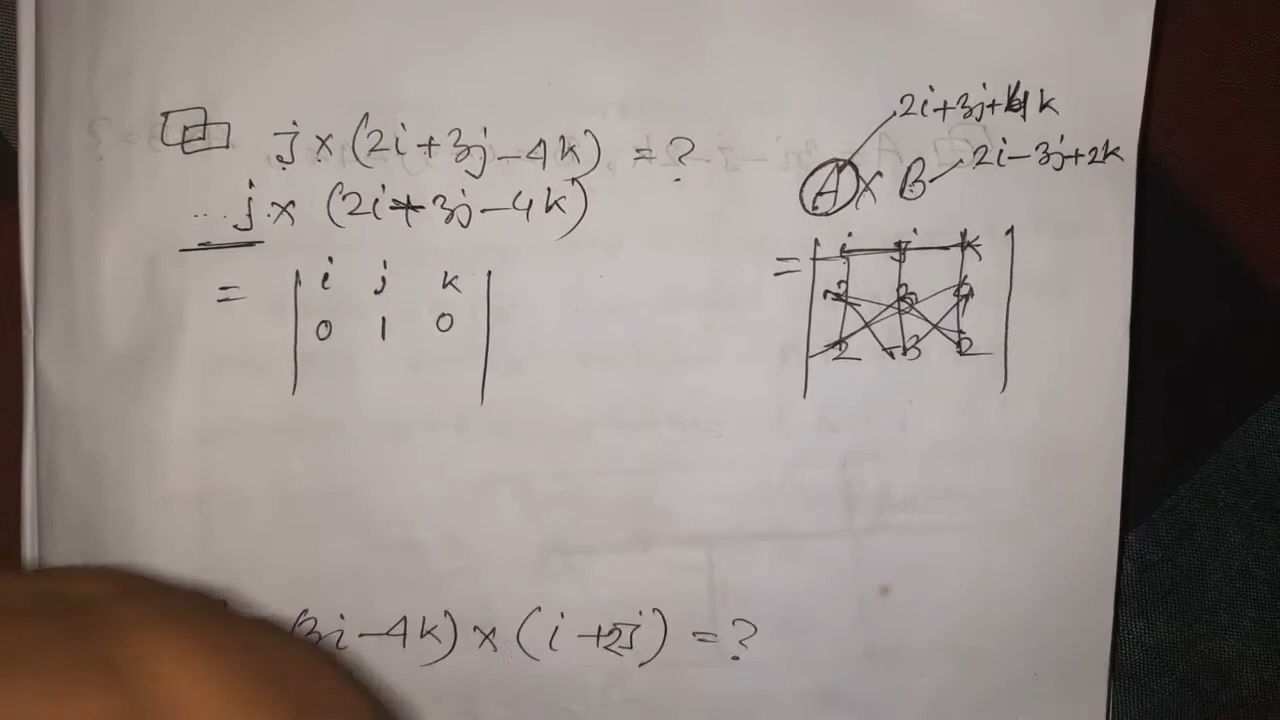 j × (2i+3j−4k) = ?
... j × (2i+3j−4k)
= | i j k |
| 0 1 0 |
2i+3j+4k
A × B 2i−3j+2k
= | i j k |
| 2 3 4 |
| 2 -3 2 |
3i−4k) × (i+2j) = ?